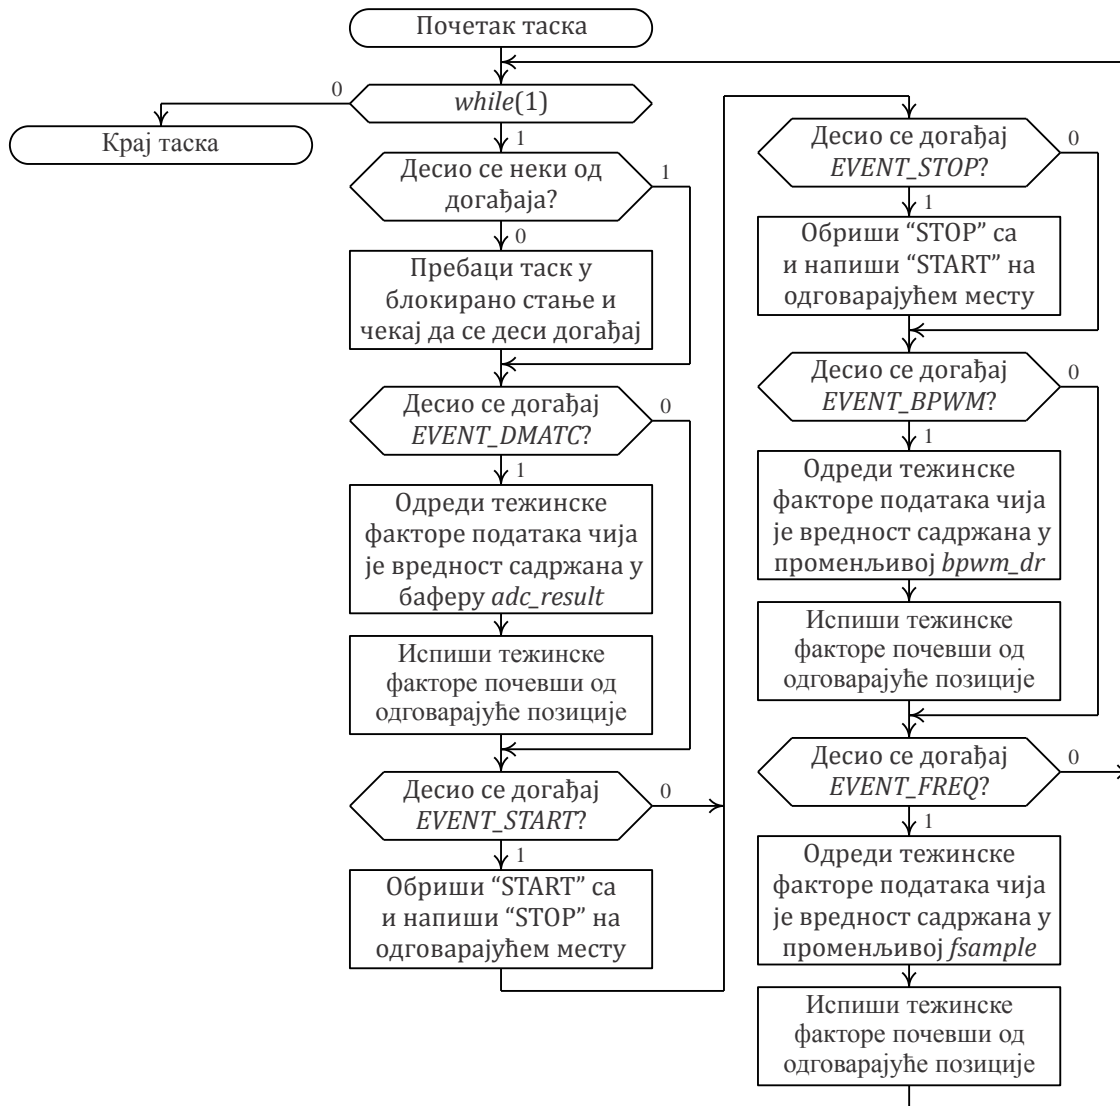 Почетак таска
0
while(1)
Крај таска
1
Десио се неки од
догађаја?
1
0
Пребаци таск у
блокирано стање и
чекај да се деси догађај
Десио се догађај
EVENT_DMATC?
0
1
Одреди тежинске
факторе података чија
је вредност садржана у
баферу adc_result
Испиши тежинске
факторе почевши од
одговарајуће позиције
Десио се догађај
EVENT_START?
0
1
Обриши “START” са
и напиши “STOP” на
одговарајућем месту
Десио се догађај
EVENT_STOP?
0
1
Обриши “STOP” са
и напиши “START” на
одговарајућем месту
Десио се догађај
EVENT_BPWM?
0
1
Одреди тежинске
факторе података чија
је вредност садржана у
променљивој bpwm_dr
Испиши тежинске
факторе почевши од
одговарајуће позиције
Десио се догађај
EVENT_FREQ?
0
1
Одреди тежинске
факторе података чија
је вредност садржана у
променљивој fsample
Испиши тежинске
факторе почевши од
одговарајуће позиције